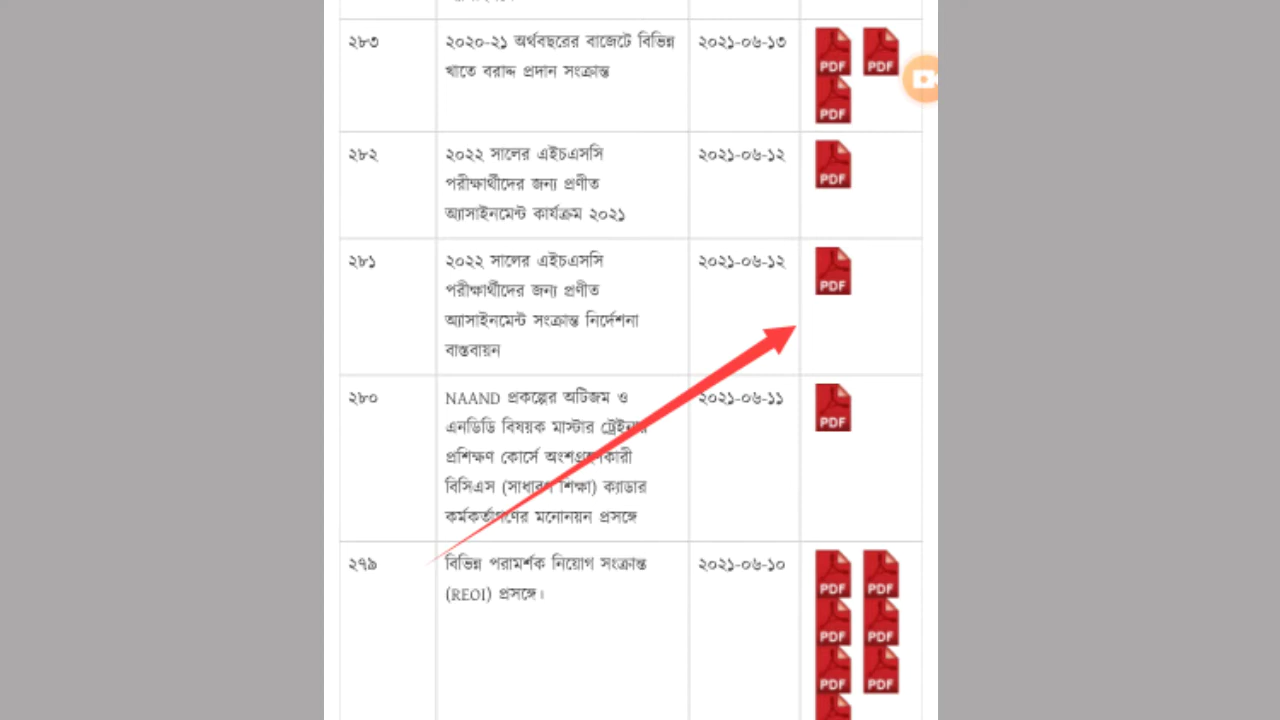 ২৮৩
২০২০-২১ অর্থবছরের বাজেটে বিভিন্ন
খাতে বরাদ্দ প্রদান সংক্রান্ত
২০২১-০৬-১৩
PDF PDF
PDF
২৮২
২০২২ সালের এইচএসসি
পরীক্ষার্থীদের জন্য প্রণীত
অ্যাসাইনমেন্ট কার্যক্রম ২০২১
২০২১-০৬-১২
PDF
২৮১
২০২২ সালের এইচএসসি
পরীক্ষার্থীদের জন্য প্রণীত
অ্যাসাইনমেন্ট সংক্রান্ত নির্দেশনা
বাস্তবায়ন
২০২১-০৬-১২
PDF
২৮০
NAAND প্রকল্পের অটিজম ও
এনডিডি বিষয়ক মাস্টার ট্রেইনার
প্রশিক্ষণ কোর্সে অংশগ্রহণকারী
বিসিএস (সাধারণ শিক্ষা) ক্যাডার
কর্মকর্তাগণের মনোনয়ন প্রসঙ্গে
২০২১-০৬-১১
PDF
২৭৯
বিভিন্ন পরামর্শক নিয়োগ সংক্রান্ত
(REOI) প্রসঙ্গে।
২০২১-০৬-১০
PDF PDF
PDF PDF
PDF PDF